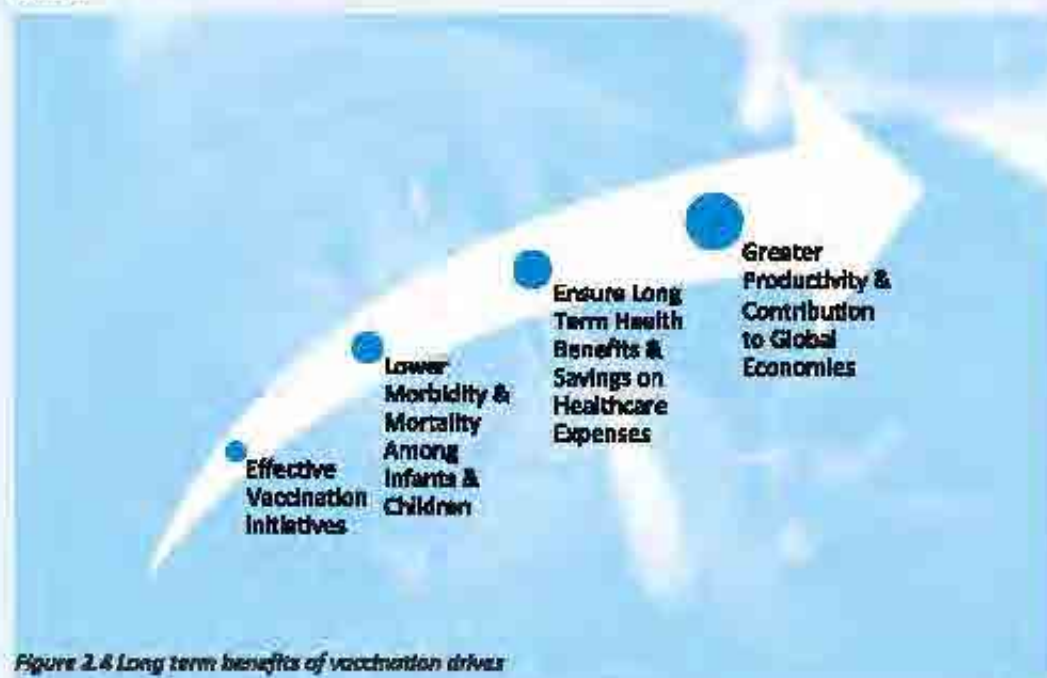 Effective
Vaccination
Initiatives
Lower
Morbidity &
Mortality
Among
Infants &
Children
Ensure Long
Term Health
Benefits &
Savings on
Healthcare
Expenses
Greater
Productivity &
Contribution
to Global
Economies
Figure 2.4 Long term benefits of vaccination drives